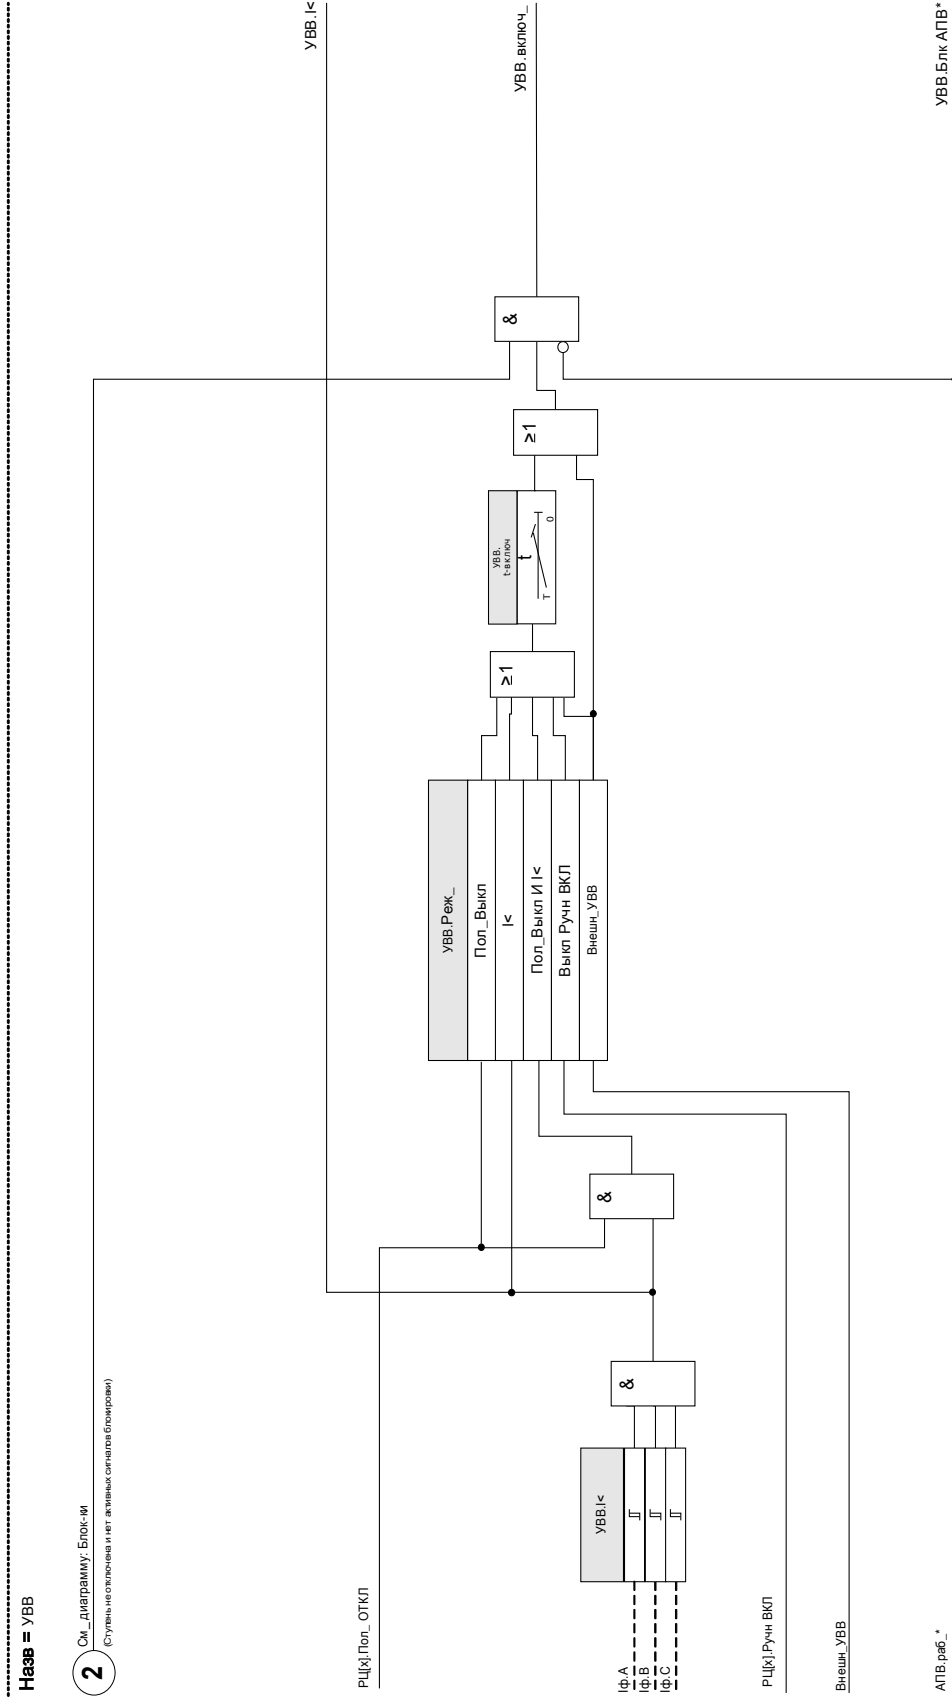 Назв = УВВ
2
См_диаграмму: Блок-ки
(Ступень не отключена и нет активных сигналов блокировки)
УВВ.I<
РЦ[x].Пол_ ОТКЛ
УВВ.I<
Iф.A
Iф.B
Iф.C
&
&
УВВ.Реж_
Пол_Выкл
I<
Пол_Выкл И I<
Выкл Ручн ВКЛ
Внешн_УВВ
≥1
УВВ.
t-включ
t
T
0
≥1
&
УВВ.включ_
РЦ[x].Ручн ВКЛ
Внешн_УВВ
АПВ.раб_*
УВВ.Блк АПВ*